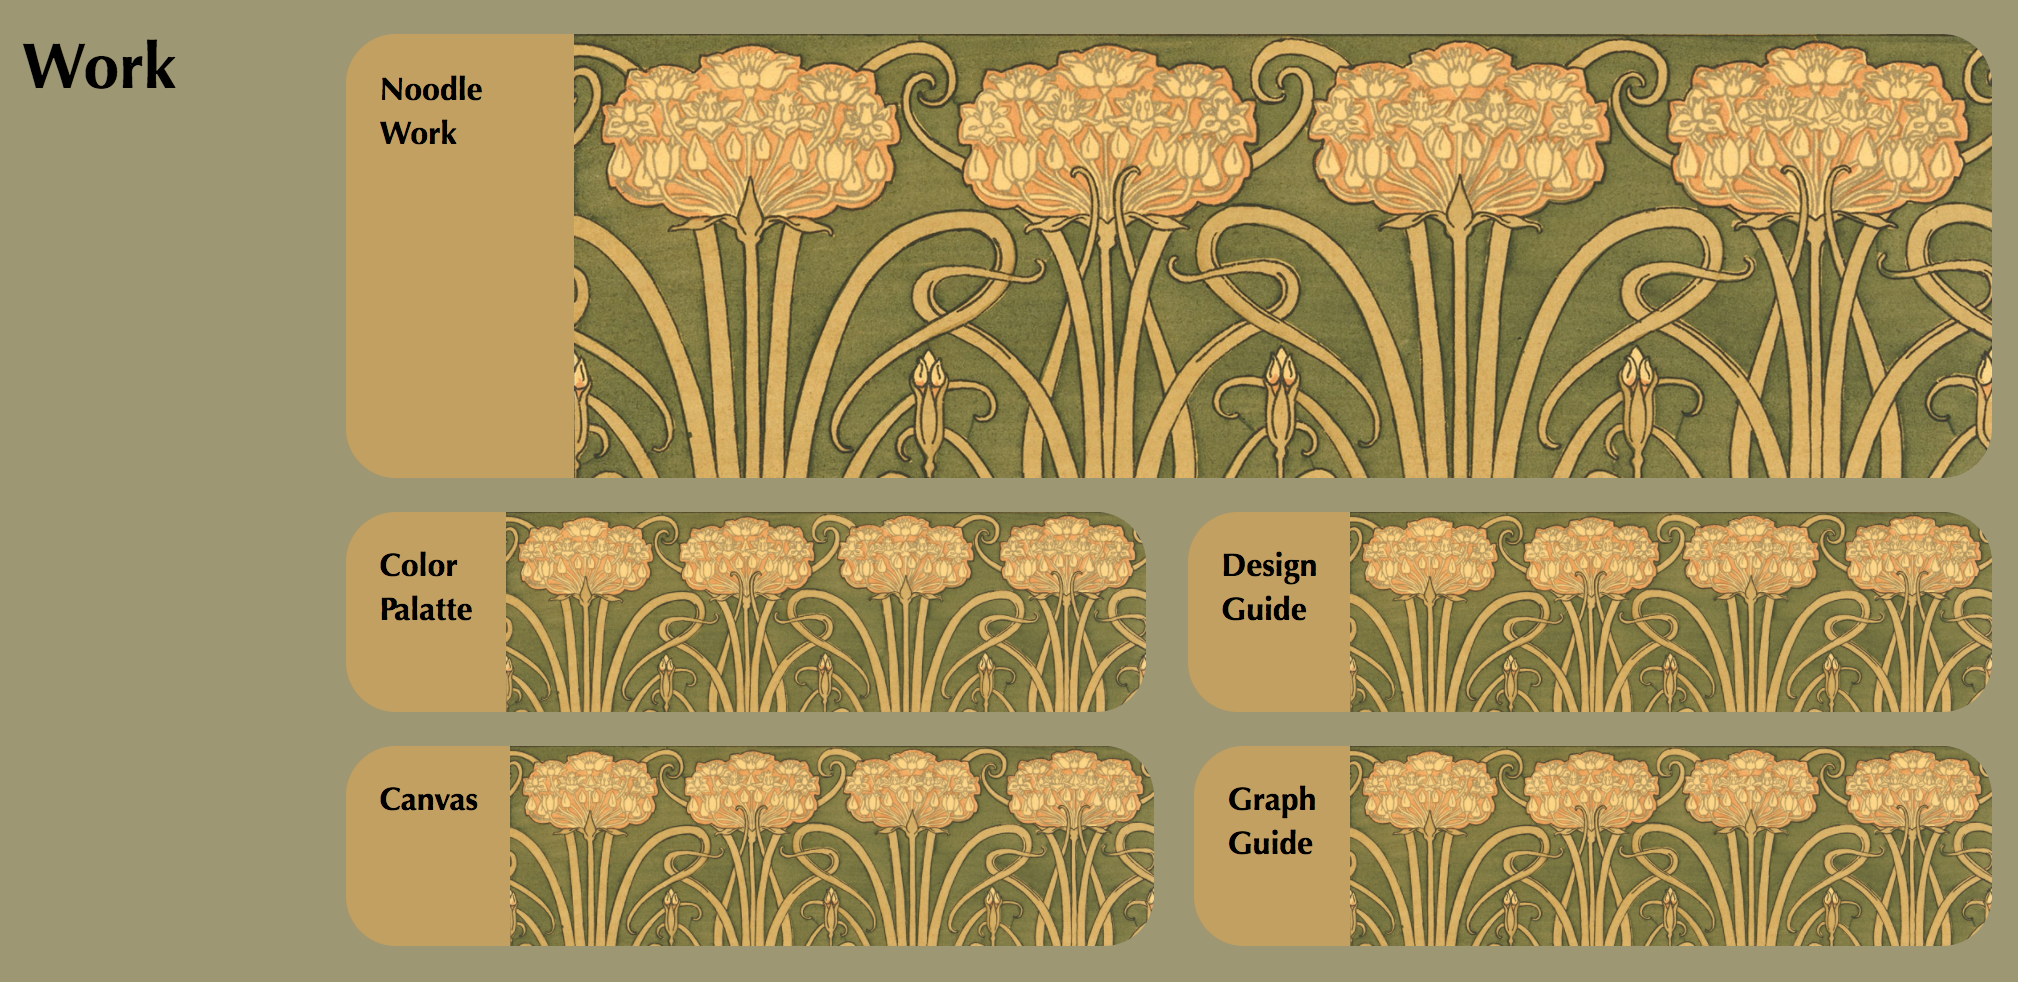 Work
Noodle
Work
Color
Palatte
Design
Guide
Canvas
Graph
Guide